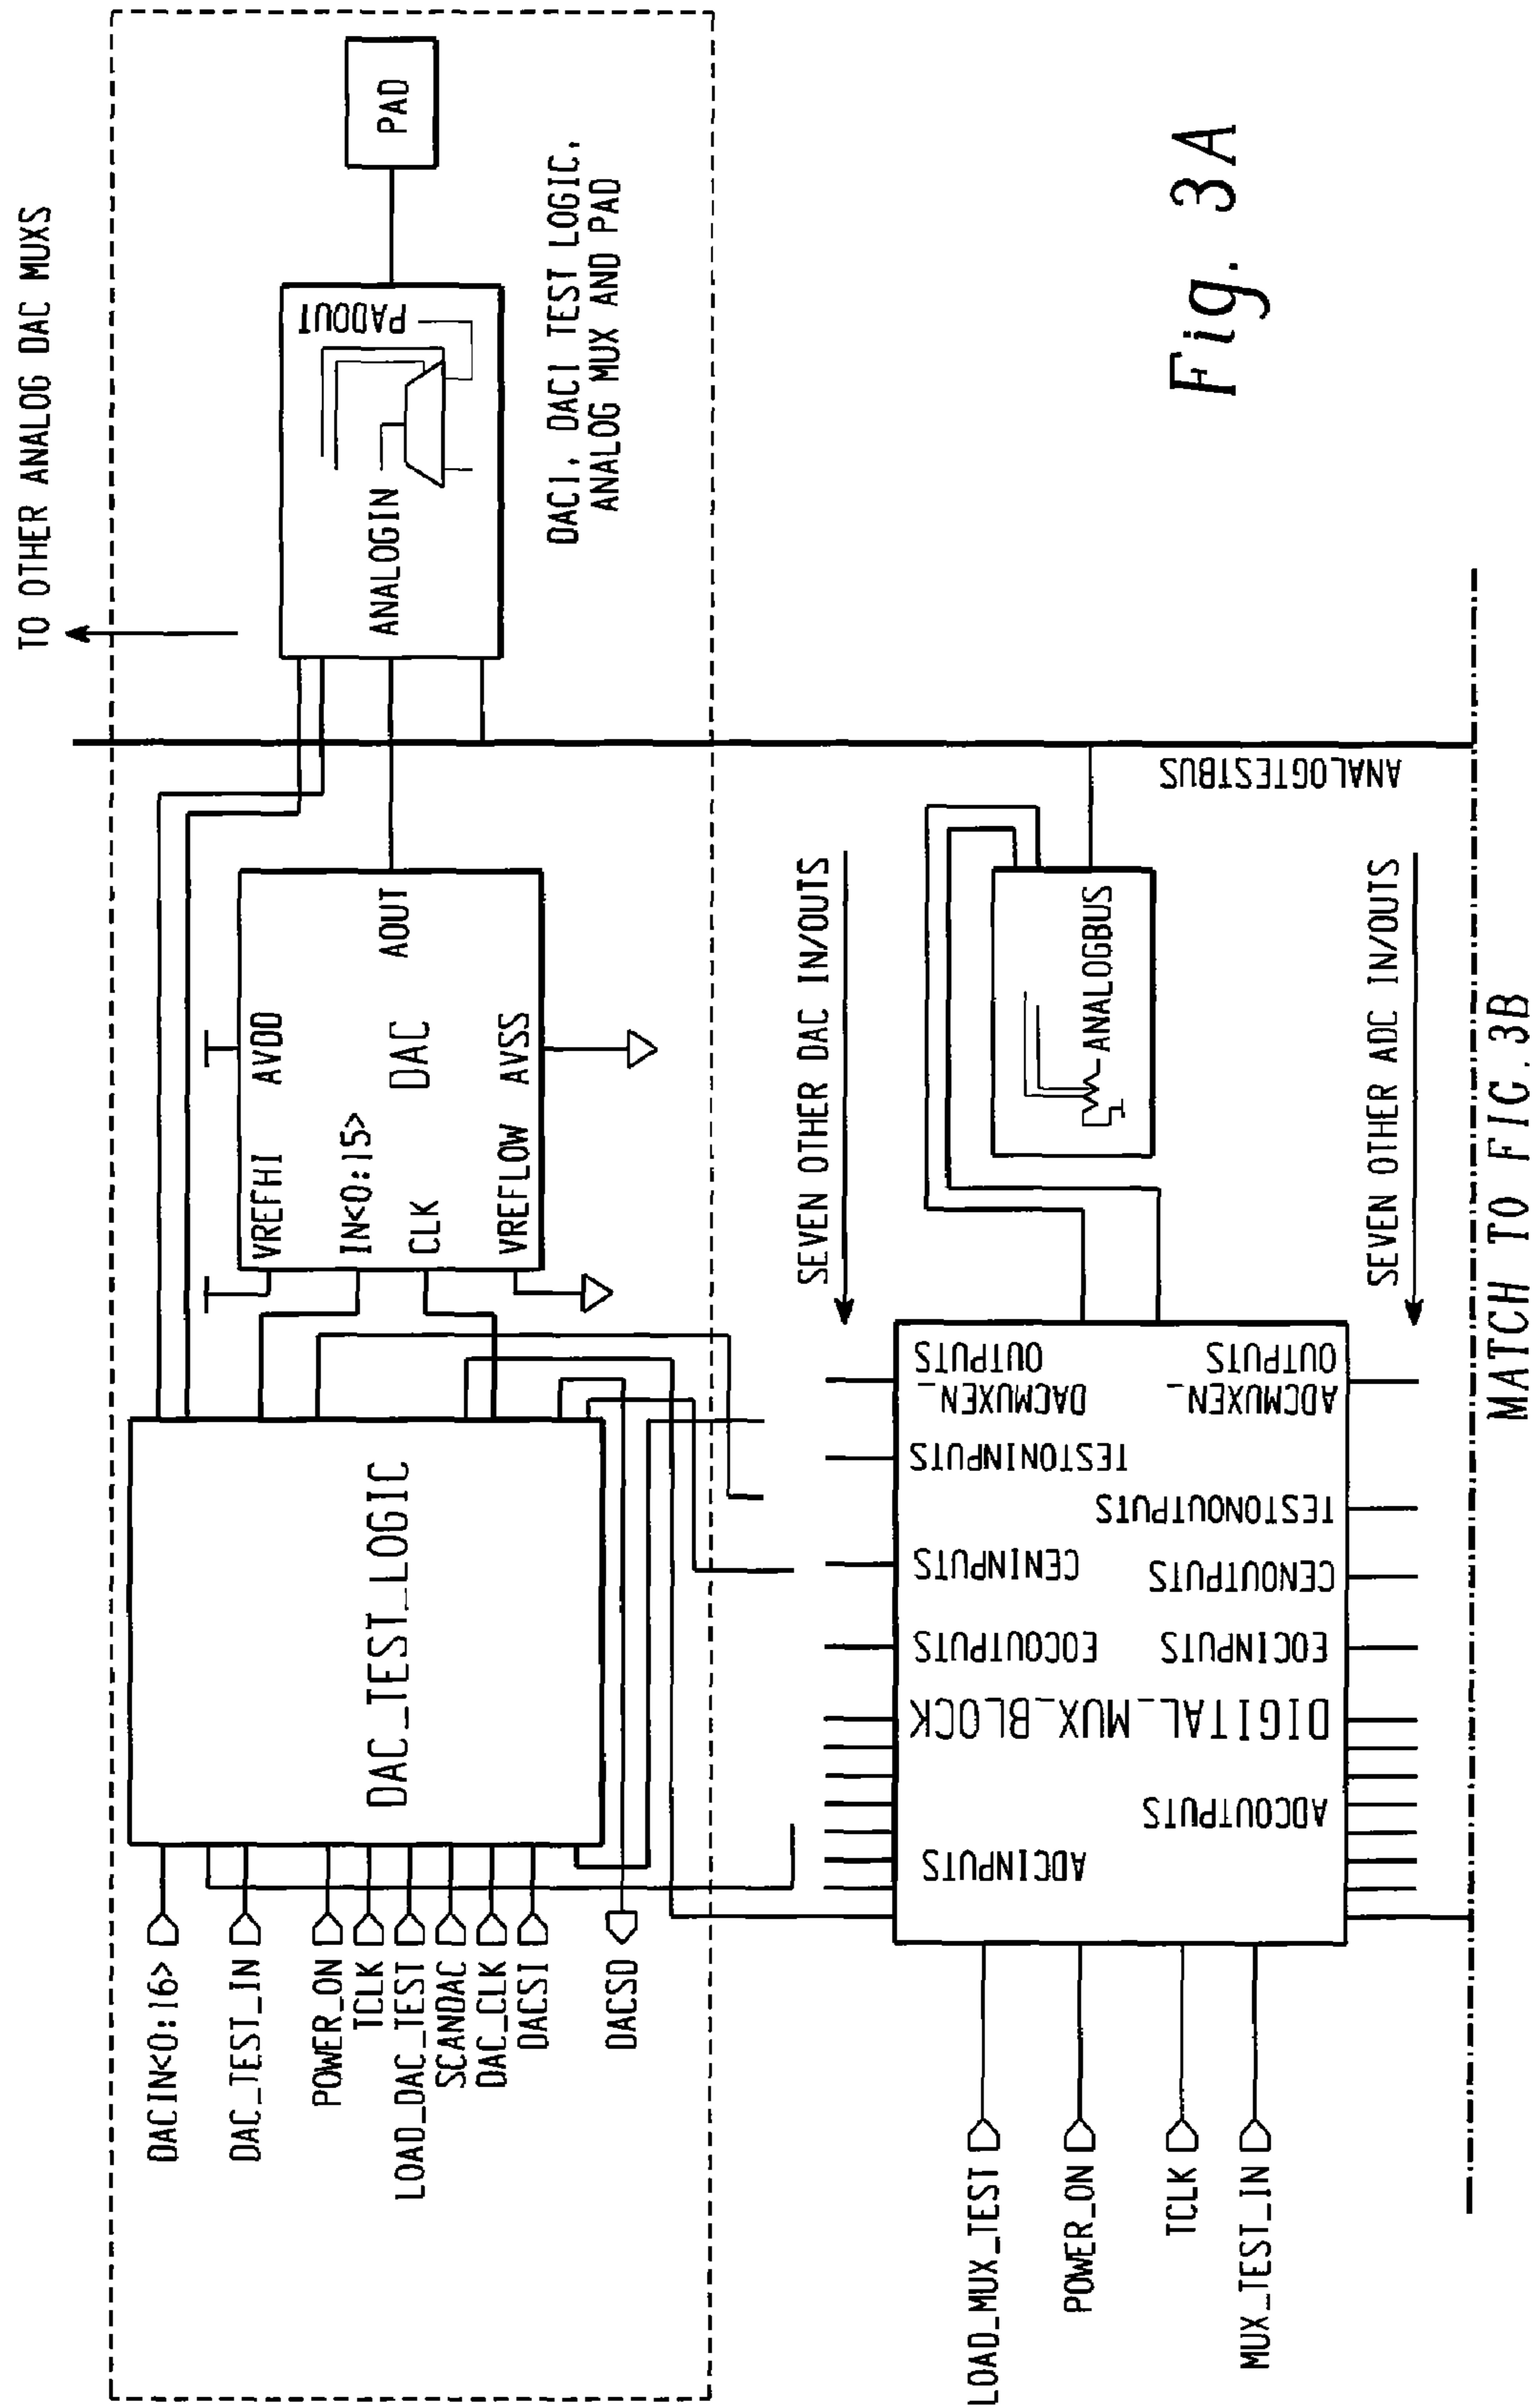 TO OTHER ANALOG DAC MUXS
DACIN<0:16>
DAC_TEST_IN
POWER_ON
TCLK
LOAD_DAC_TEST
SCANDAC
DAC_CLK
DACSI
DACSD
DAC_TEST_LOGIC
VREFHI
AVDD
IN<0:15>
DAC
AOUT
CLK
VREFLOW
AVSS
ANALOGIN
PADOUT
PAD
DAC1, DAC1 TEST LOGIC,
ANALOG MUX AND PAD
SEVEN OTHER DAC IN/OUTS
LOAD_MUX_TEST
POWER_ON
TCLK
MUX_TEST_IN
ADCINPUTS
ADCOUTPUTS
DIGITAL_MUX_BLOCK
EOCOUTPUTS
EOCINPUTS
CENINPUTS
CENOUTPUTS
TESTONINPUTS
TESTONOUTPUTS
DACMUXEN_
OUTPUTS
ADCMUXEN_
OUTPUTS
ANALOGBUS
ANALOGTESTBUS
SEVEN OTHER ADC IN/OUTS
MATCH TO FIG. 3B
Fig. 3A